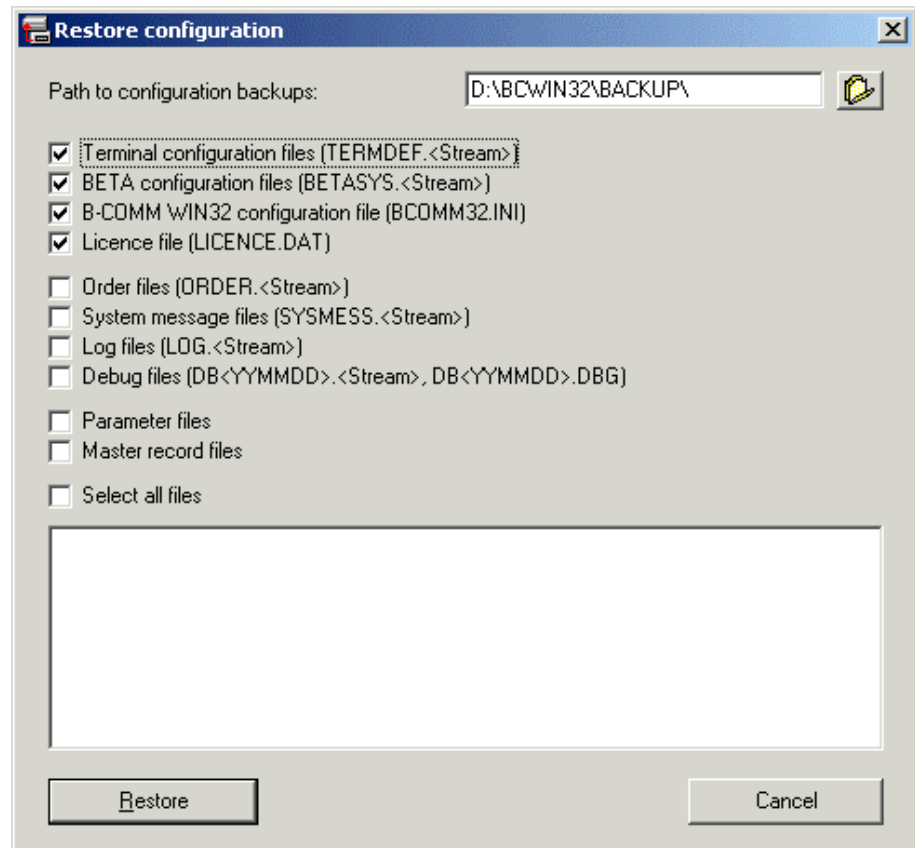 Restore configuration
Path to configuration backups: D:\BCWIN32\BACKUP\
Terminal configuration files (TERMDEF.<Stream>)
BETA configuration files (BETASYS.<Stream>)
B-COMM WIN32 configuration file (BCOMM32.INI)
Licence file (LICENCE.DAT)
Order files (ORDER.<Stream>)
System message files (SYSMESS.<Stream>)
Log files (LOG.<Stream>)
Debug files (DB<YYMMDD>.<Stream>, DB<YYMMDD>.DBG)
Parameter files
Master record files
Select all files
Restore Cancel